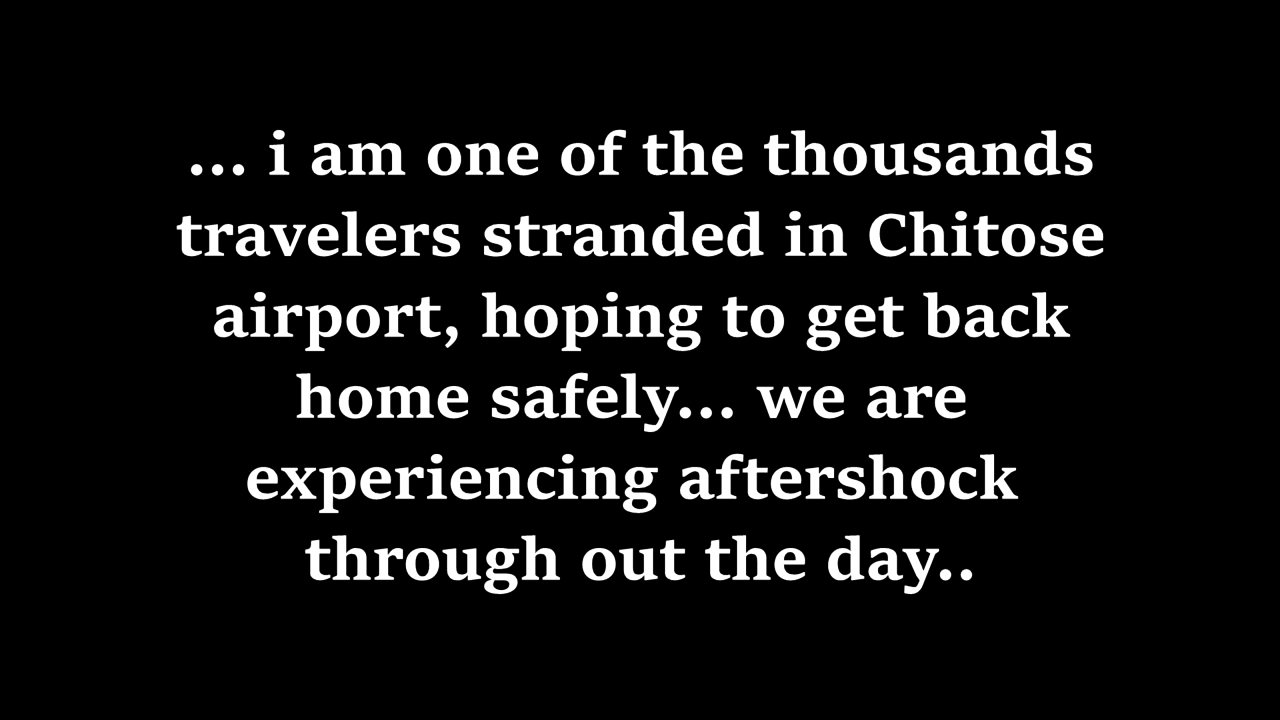 ... i am one of the thousands
travelers stranded in Chitose
airport, hoping to get back
home safely... we are
experiencing aftershock
through out the day..